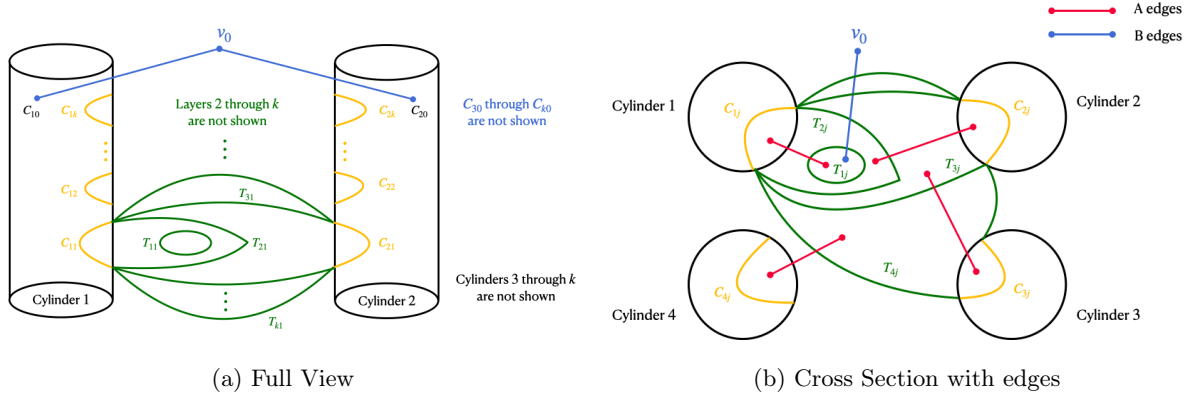 v₀
C₁₀
C₁ₖ
Layers 2 through k
are not shown
C₂ₖ
C₂₀
C₃₀ through Cₖ₀
are not shown
C₁₂
C₂₂
T₃₁
C₁₁
T₁₁
T₂₁
C₂₁
Cylinders 3 through k
are not shown
Cylinder 1
Cylinder 2
Tₖ₁
(a) Full View
A edges
B edges
v₀
Cylinder 1
C₁ⱼ
T₂ⱼ
C₂ⱼ
Cylinder 2
T₁ⱼ
T₃ⱼ
T₄ⱼ
C₄ⱼ
C₃ⱼ
Cylinder 4
Cylinder 3
(b) Cross Section with edges